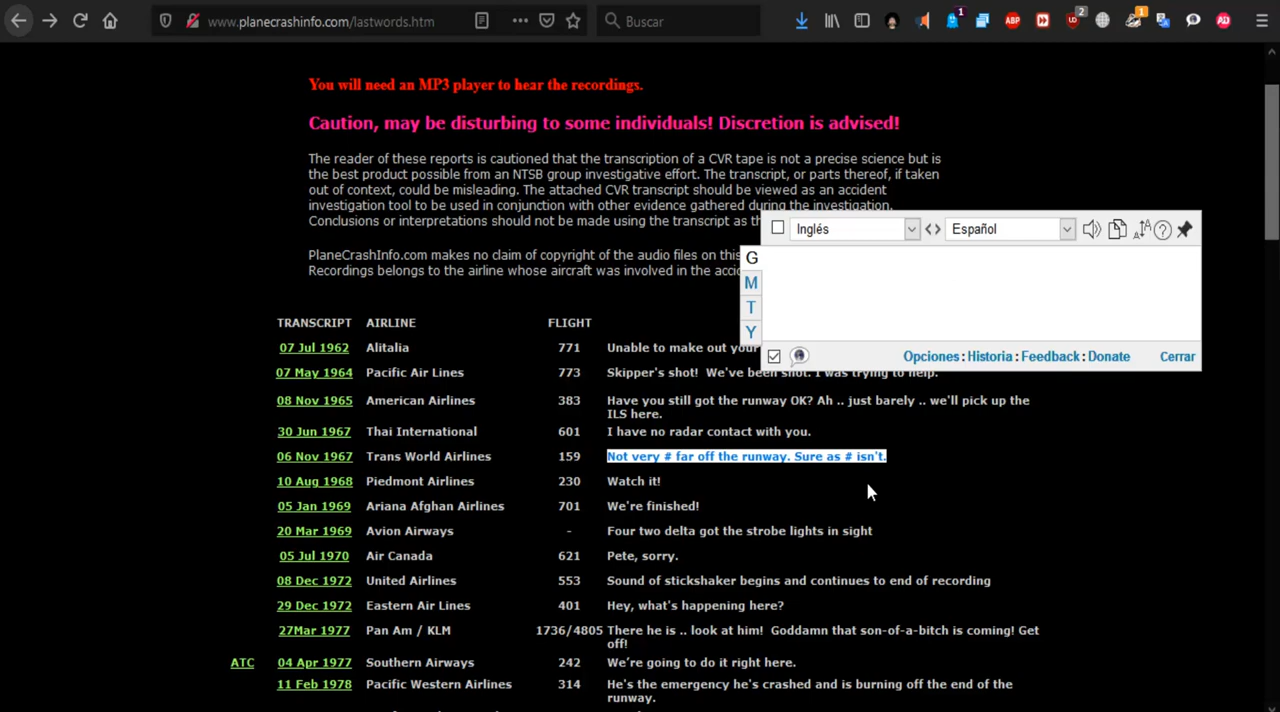 www.planecrashinfo.com/lastwords.htm
Buscar
1
ABP
UD
2
1
AD
You will need an MP3 player to hear the recordings.
Caution, may be disturbing to some individuals! Discretion is advised!
The reader of these reports is cautioned that the transcription of a CVR tape is not a precise science but is
the best product possible from an NTSB group investigative effort. The transcript, or parts thereof, if taken
out of context, could be misleading. The attached CVR transcript should be viewed as an accident
investigation tool to be used in conjunction with other evidence gathered during the investigation.
Conclusions or interpretations should not be made using the transcript as th
PlaneCrashInfo.com makes no claim of copyright of the audio files on this
Recordings belongs to the airline whose aircraft was involved in the acci
Inglés
Español
G
M
T
Y
Opciones : Historia : Feedback : Donate
Cerrar
TRANSCRIPT AIRLINE FLIGHT
07 Jul 1962 Alitalia 771 Unable to make out your
07 May 1964 Pacific Air Lines 773 Skipper's shot! We've been shot. I was trying to help.
08 Nov 1965 American Airlines 383 Have you still got the runway OK? Ah .. just barely .. we'll pick up the
ILS here.
30 Jun 1967 Thai International 601 I have no radar contact with you.
06 Nov 1967 Trans World Airlines 159 Not very # far off the runway. Sure as # isn't.
10 Aug 1968 Piedmont Airlines 230 Watch it!
05 Jan 1969 Ariana Afghan Airlines 701 We're finished!
20 Mar 1969 Avion Airways - Four two delta got the strobe lights in sight
05 Jul 1970 Air Canada 621 Pete, sorry.
08 Dec 1972 United Airlines 553 Sound of stickshaker begins and continues to end of recording
29 Dec 1972 Eastern Air Lines 401 Hey, what's happening here?
27Mar 1977 Pan Am / KLM 1736/4805 There he is .. look at him! Goddamn that son-of-a-bitch is coming! Get
off!
ATC 04 Apr 1977 Southern Airways 242 We're going to do it right here.
11 Feb 1978 Pacific Western Airlines 314 He's the emergency he's crashed and is burning off the end of the
runway.